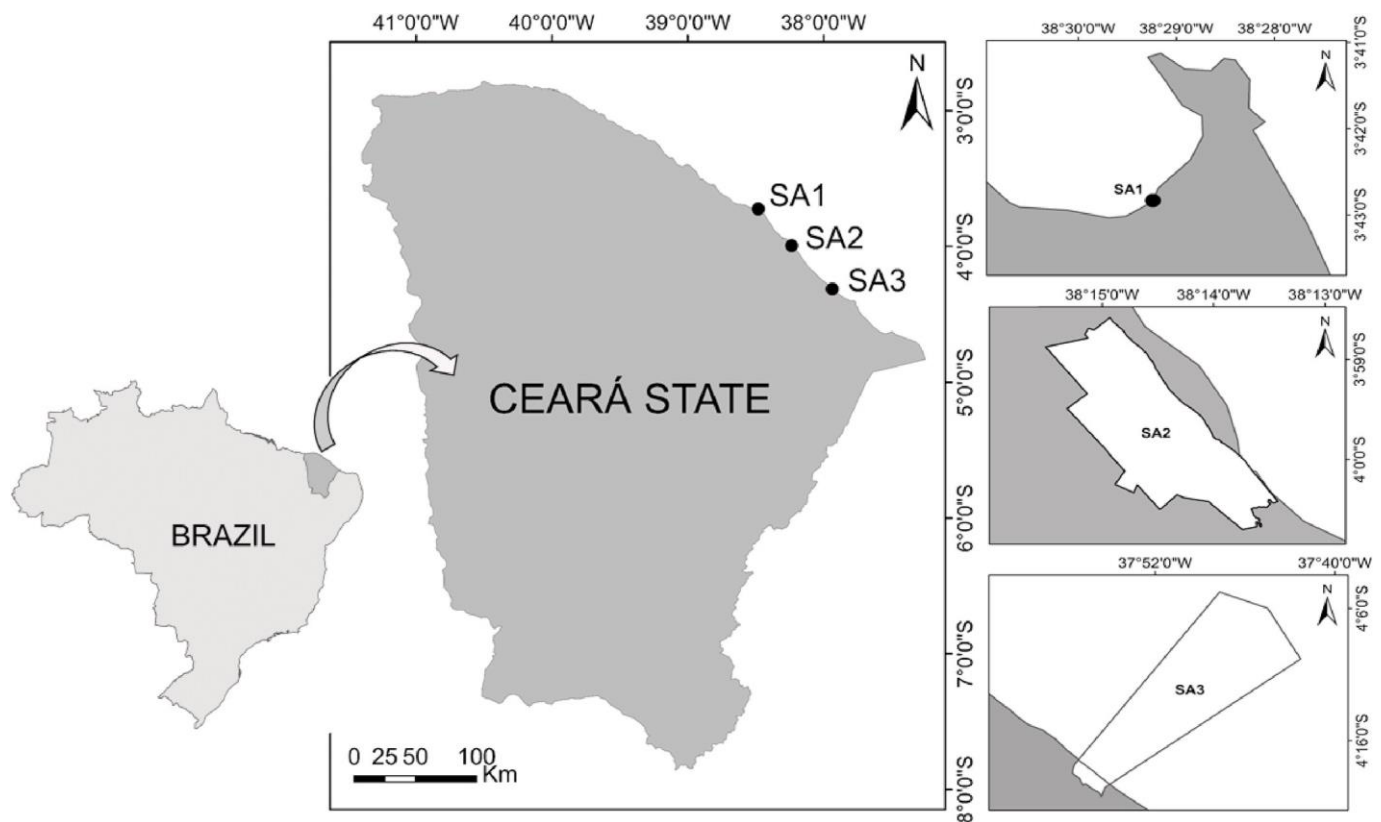 41°0'0"W 40°0'0"W 39°0'0"W 38°0'0"W
N
3°0'0"S
4°0'0"S
5°0'0"S
6°0'0"S
7°0'0"S
8°0'0"S
SA1
SA2
SA3
CEARÁ STATE
BRAZIL
0 25 50 100
Km
38°30'0"W 38°29'0"W 38°28'0"W
N
3°41'0"S
3°42'0"S
3°43'0"S
SA1
38°15'0"W 38°14'0"W 38°13'0"W
N
3°59'0"S
4°0'0"S
SA2
37°52'0"W 37°40'0"W
N
4°6'0"S
4°16'0"S
SA3